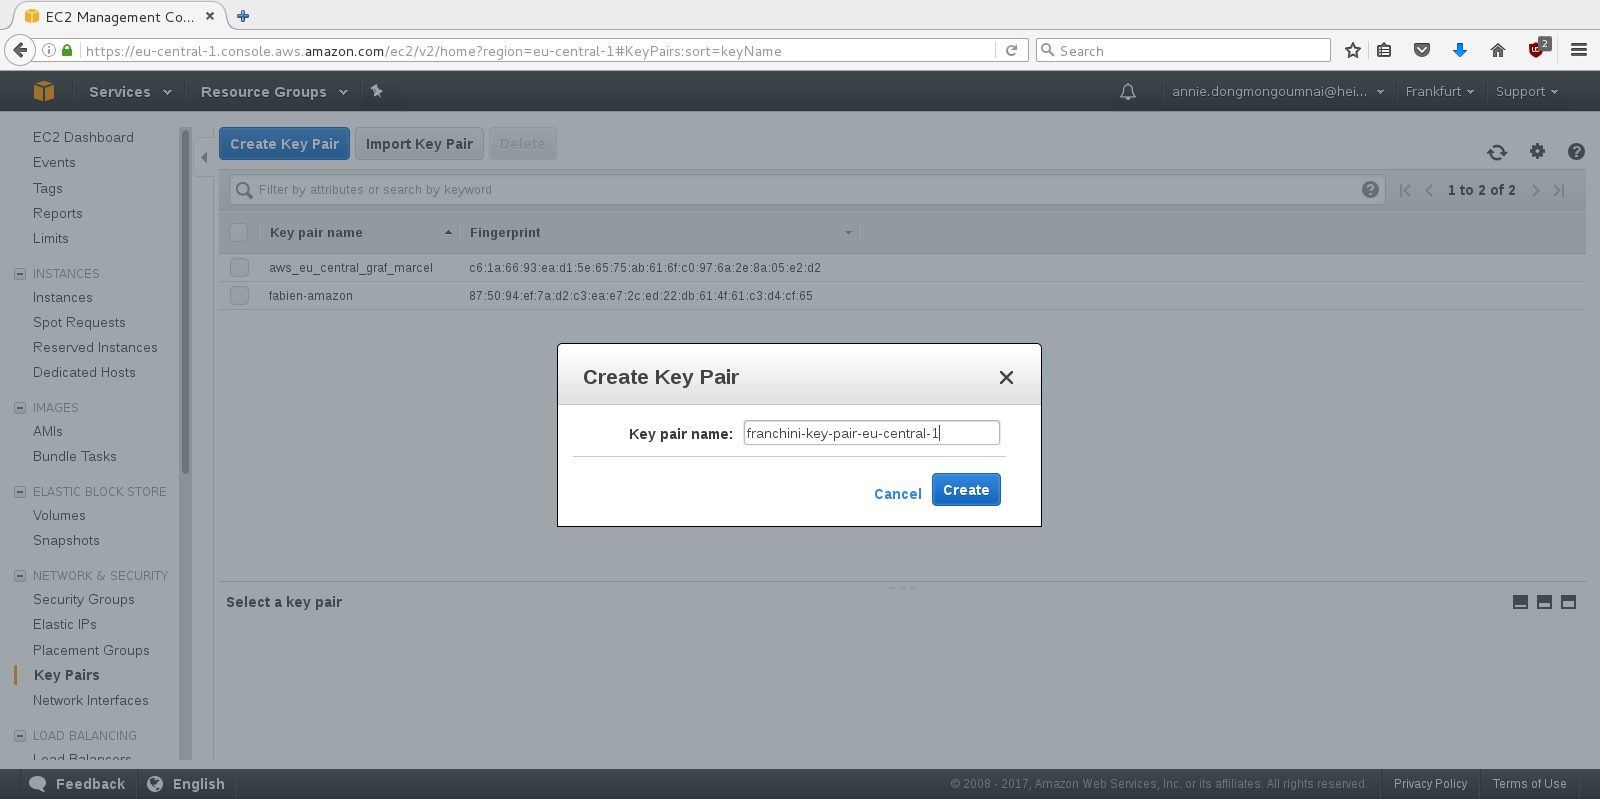 EC2 Management Co...
https://eu-central-1.console.aws.amazon.com/ec2/v2/home?region=eu-central-1#KeyPairs:sort=keyName
Search
2
Services
Resource Groups
annie.dongmongoumnai@hei...
Frankfurt
Support
EC2 Dashboard
Events
Tags
Reports
Limits
INSTANCES
Instances
Spot Requests
Reserved Instances
Dedicated Hosts
IMAGES
AMIs
Bundle Tasks
ELASTIC BLOCK STORE
Volumes
Snapshots
NETWORK & SECURITY
Security Groups
Elastic IPs
Placement Groups
Key Pairs
Network Interfaces
LOAD BALANCING
Load Balancers
Create Key Pair
Import Key Pair
Delete
Filter by attributes or search by keyword
1 to 2 of 2
Key pair name
Fingerprint
aws_eu_central_graf_marcel c6:1a:66:93:ea:d1:5e:65:75:ab:61:6f:c0:97:6a:2e:8a:05:e2:d2
fabien-amazon 87:50:94:ef:7a:d2:c3:ea:e7:2c:ed:22:db:61:4f:61:c3:d4:cf:65
Create Key Pair
Key pair name: franchini-key-pair-eu-central-1
Cancel
Create
Select a key pair
Feedback
English
© 2008 - 2017, Amazon Web Services, Inc. or its affiliates. All rights reserved.
Privacy Policy
Terms of Use